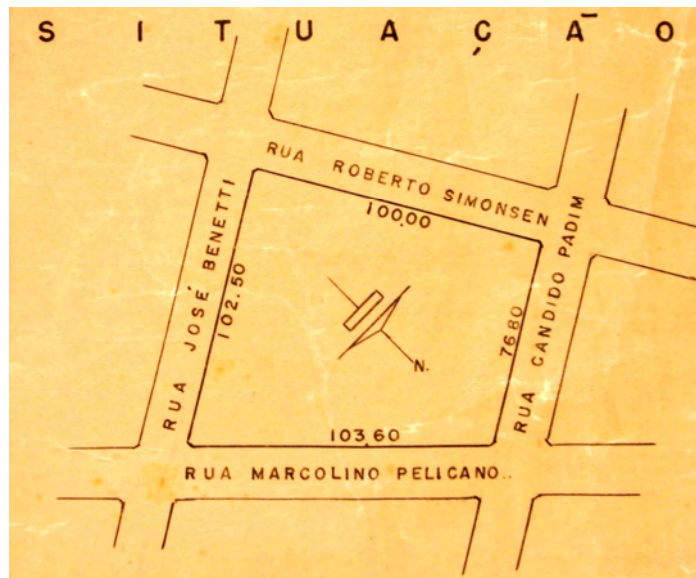 SITUAÇÃO
RUA ROBERTO SIMONSEN
100.00
RUA JOSÉ BENETTI
102.50
RUA CANDIDO PADIM
76.80
N.
103.60
RUA MARCOLINO PELICANO..